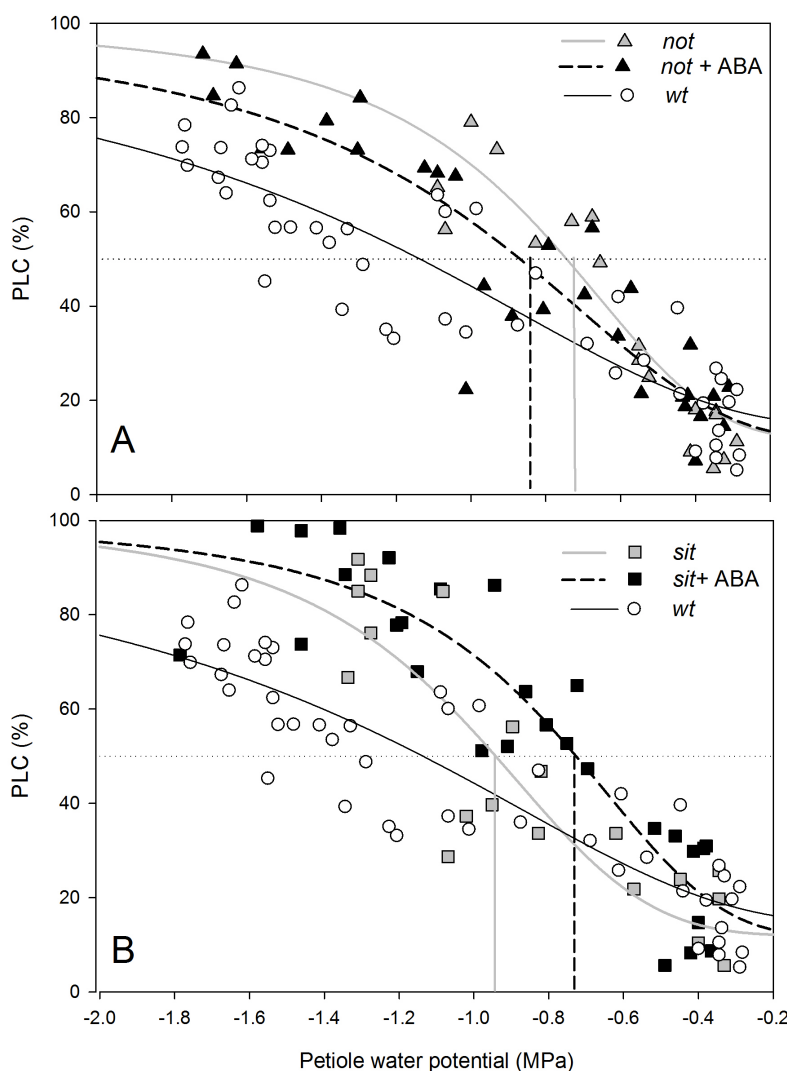 100
80
60
40
20
0
PLC (%)
not
not + ABA
wt
A
100
80
60
40
20
0
PLC (%)
sit
sit+ ABA
wt
B
-2.0 -1.8 -1.6 -1.4 -1.2 -1.0 -0.8 -0.6 -0.4 -0.2
Petiole water potential (MPa)